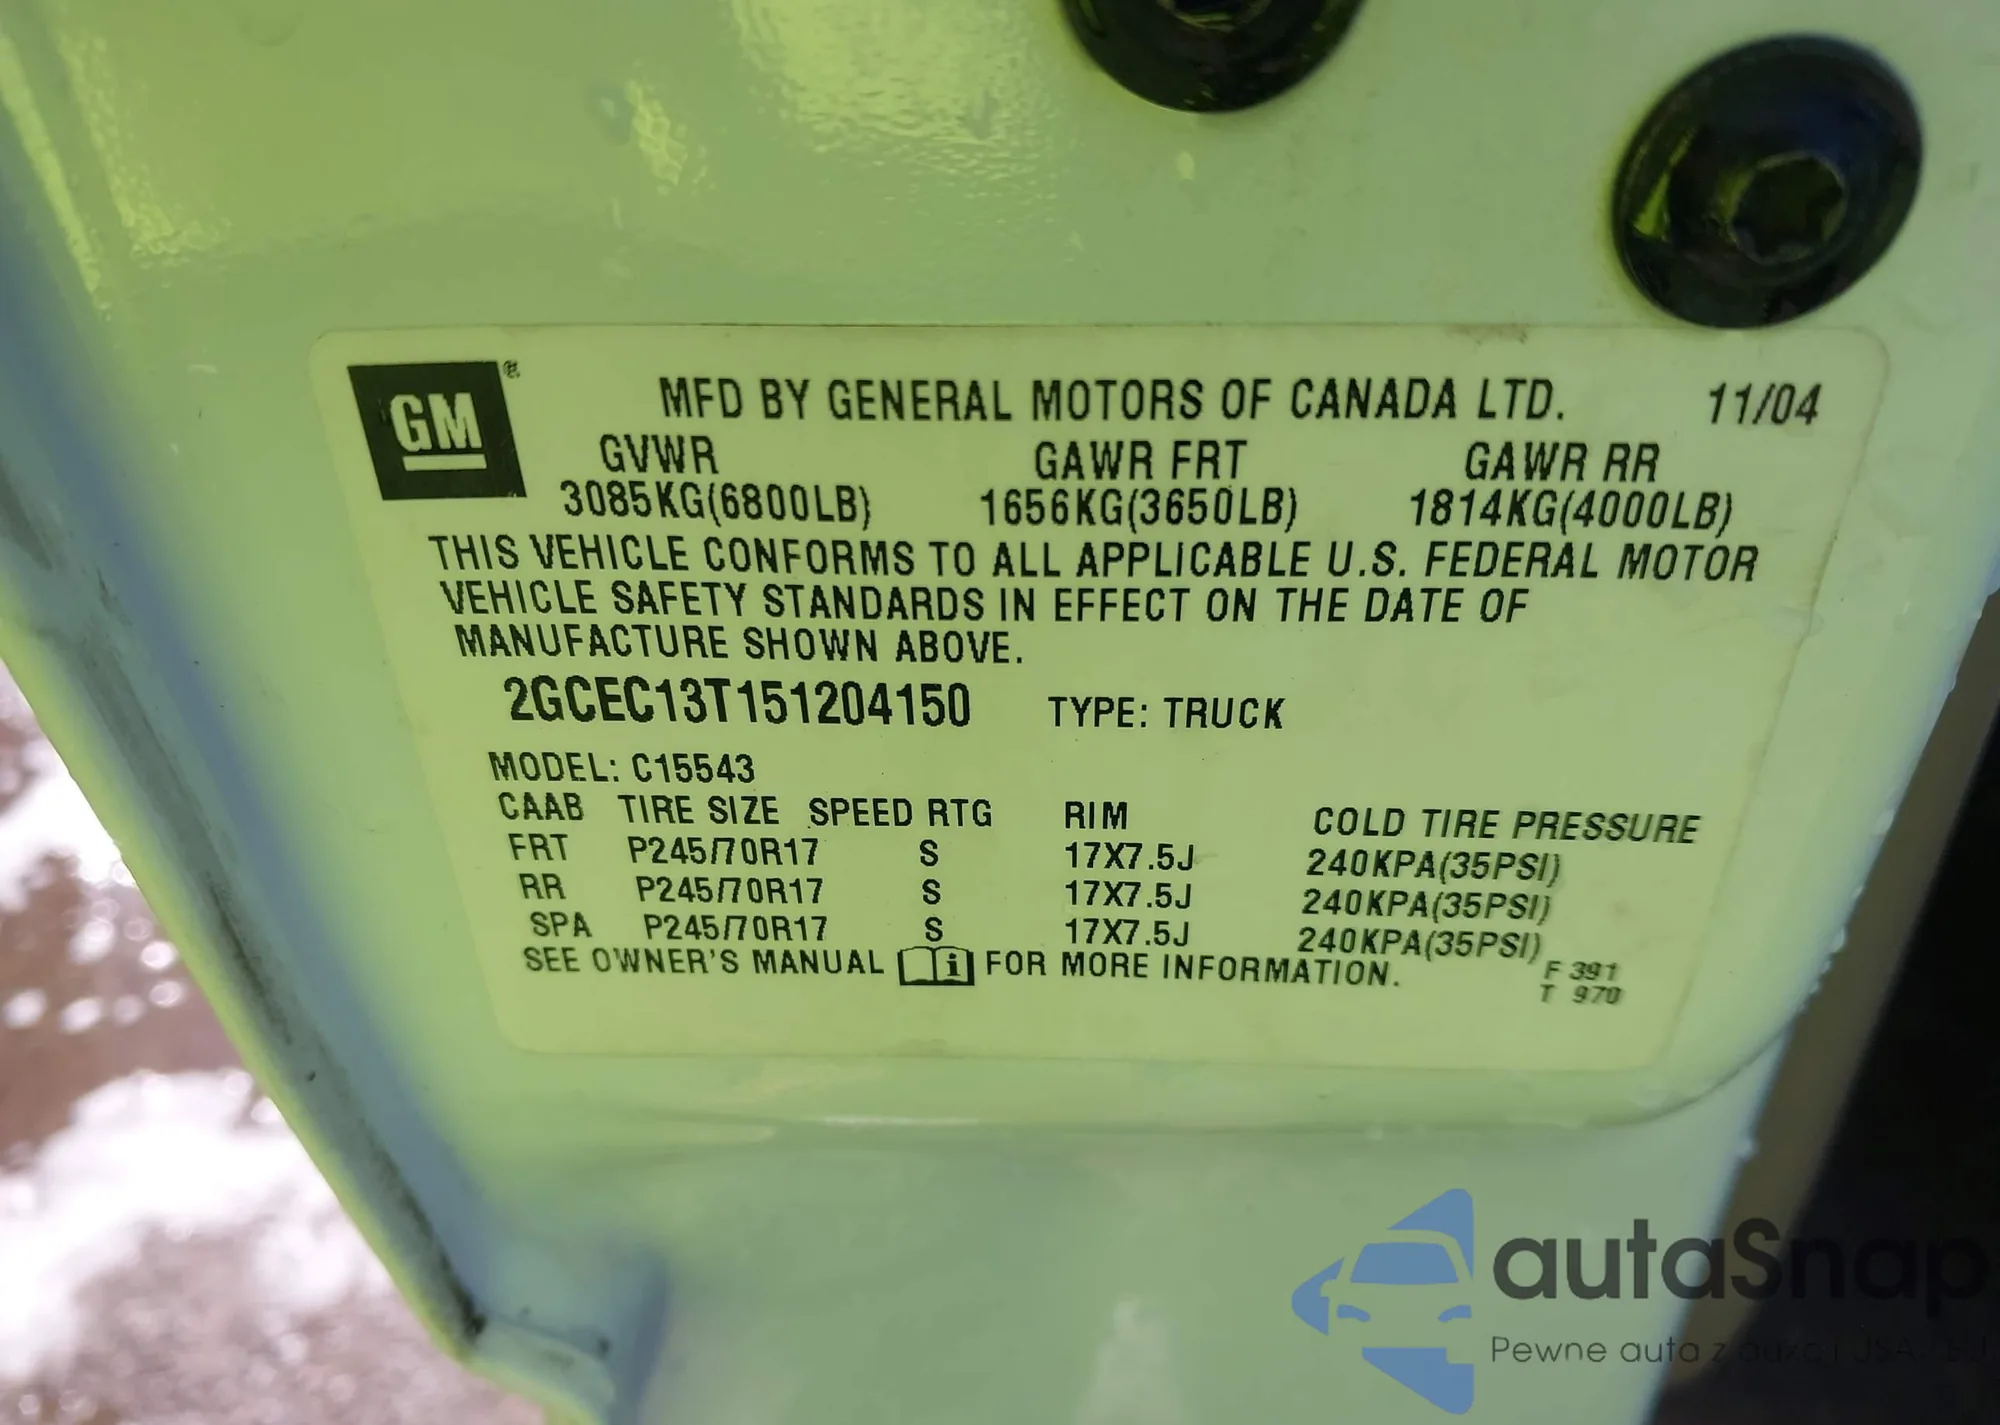 GM®
MFD BY GENERAL MOTORS OF CANADA LTD. 11/04
GVWR GAWR FRT GAWR RR
3085KG(6800LB) 1656KG(3650LB) 1814KG(4000LB)
THIS VEHICLE CONFORMS TO ALL APPLICABLE U.S. FEDERAL MOTOR
VEHICLE SAFETY STANDARDS IN EFFECT ON THE DATE OF
MANUFACTURE SHOWN ABOVE.
2GCEC13T151204150 TYPE: TRUCK
MODEL: C15543
CAAB TIRE SIZE SPEED RTG RIM COLD TIRE PRESSURE
FRT P245/70R17 S 17X7.5J 240KPA(35PSI)
RR P245/70R17 S 17X7.5J 240KPA(35PSI)
SPA P245/70R17 S 17X7.5J 240KPA(35PSI)
SEE OWNER'S MANUAL i FOR MORE INFORMATION.
F 391
T 970
autaSnap
Pewne auta z